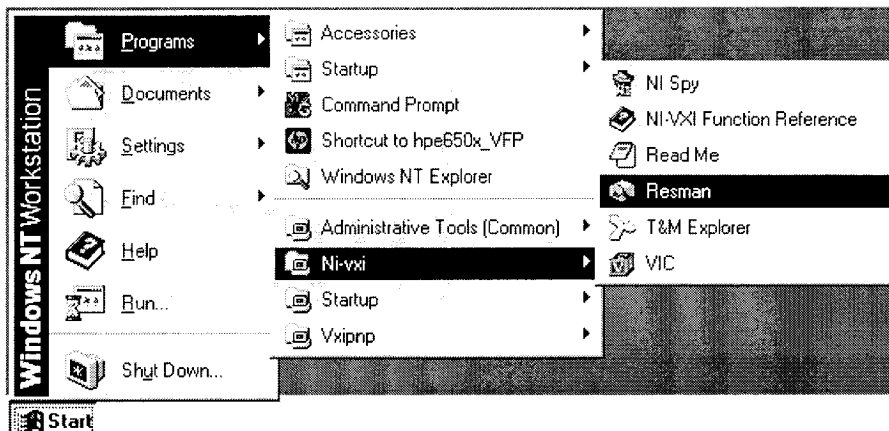 Windows NT Workstation
Programs
Documents
Settings
Find
Help
Run...
Shut Down...
Start
Accessories
Startup
Command Prompt
Shortcut to hpe650x_VFP
Windows NT Explorer
Administrative Tools (Common)
Ni-vxi
Startup
Vxipnp
NI Spy
NI-VXI Function Reference
Read Me
Resman
T&M Explorer
VIC